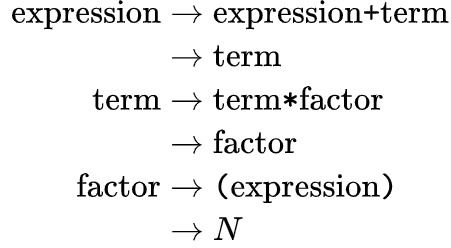 expression → expression+term
→ term
term → term*factor
→ factor
factor → (expression)
→ N